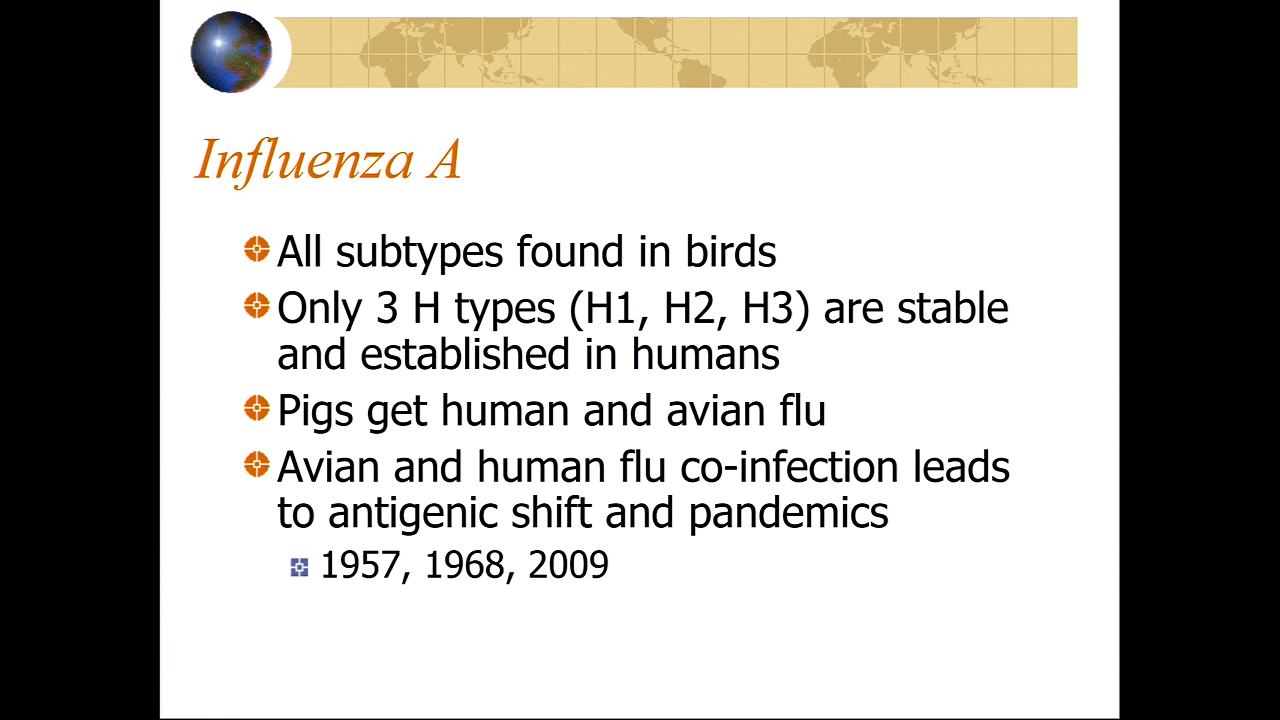 Influenza A
All subtypes found in birds
Only 3 H types (H1, H2, H3) are stable
and established in humans
Pigs get human and avian flu
Avian and human flu co-infection leads
to antigenic shift and pandemics
1957, 1968, 2009